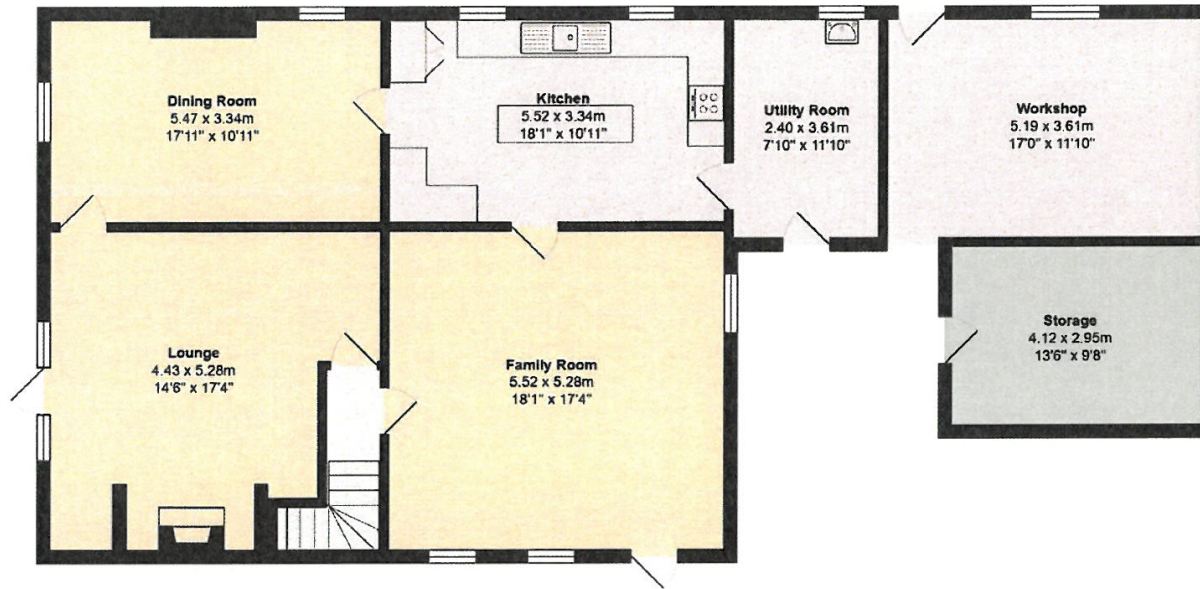 Dining Room
5.47 x 3.34m
17'11" x 10'11"
Kitchen
5.52 x 3.34m
18'1" x 10'11"
Utility Room
2.40 x 3.61m
7'10" x 11'10"
Workshop
5.19 x 3.61m
17'0" x 11'10"
Lounge
4.43 x 5.28m
14'6" x 17'4"
Family Room
5.52 x 5.28m
18'1" x 17'4"
Storage
4.12 x 2.95m
13'6" x 9'8"